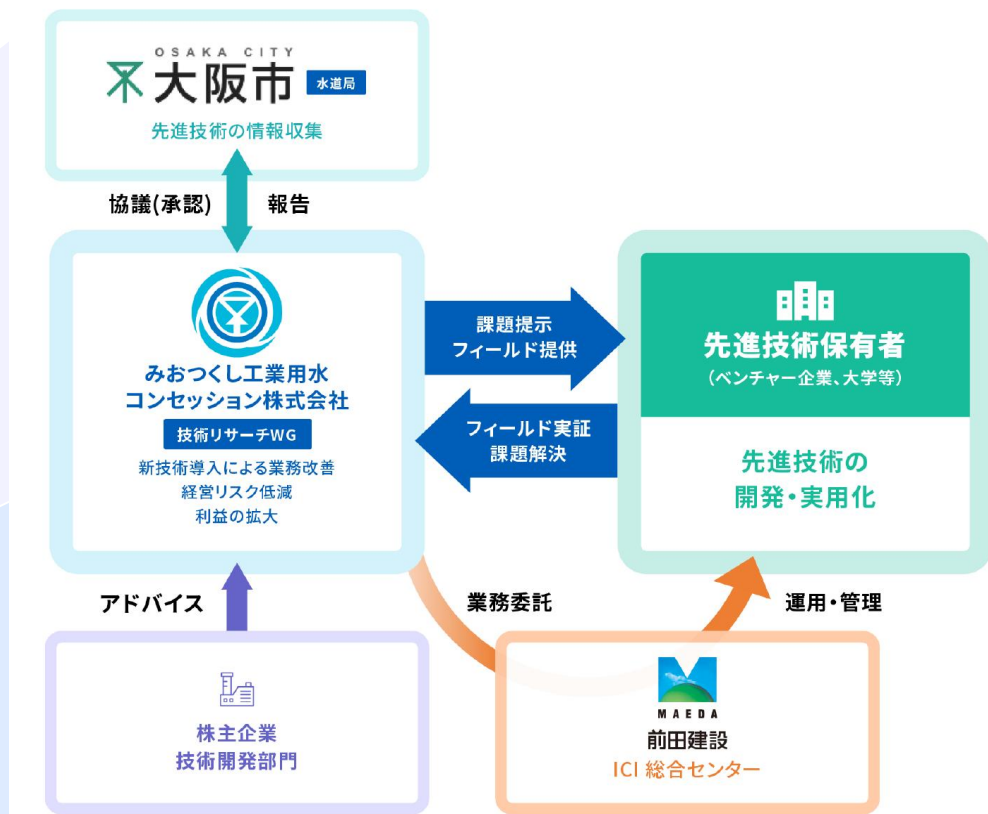 OSAKA CITY
大阪市 水道局
先進技術の情報収集
協議(承認) 報告
みおつくし工業用水
コンセッション株式会社
技術リサーチWG
新技術導入による業務改善
経営リスク低減
利益の拡大
課題提示
フィールド提供
フィールド実証
課題解決
先進技術保有者
(ベンチャー企業、大学等)
先進技術の
開発・実用化
アドバイス
業務委託
運用・管理
株主企業
技術開発部門
MAEDA
前田建設
ICI 総合センター